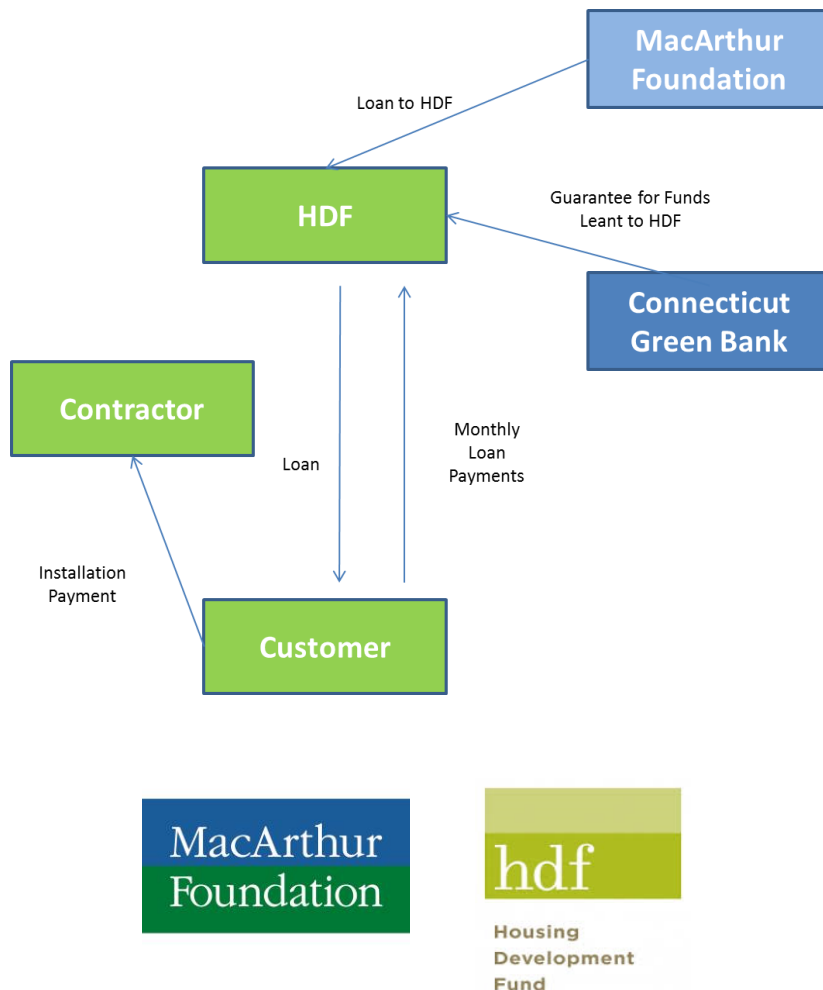 MacArthur
Foundation
Loan to HDF
HDF
Guarantee for Funds
Leant to HDF
Connecticut
Green Bank
Contractor
Monthly
Loan
Payments
Loan
Installation
Payment
Customer
MacArthur
Foundation
hdf
Housing
Development
Fund